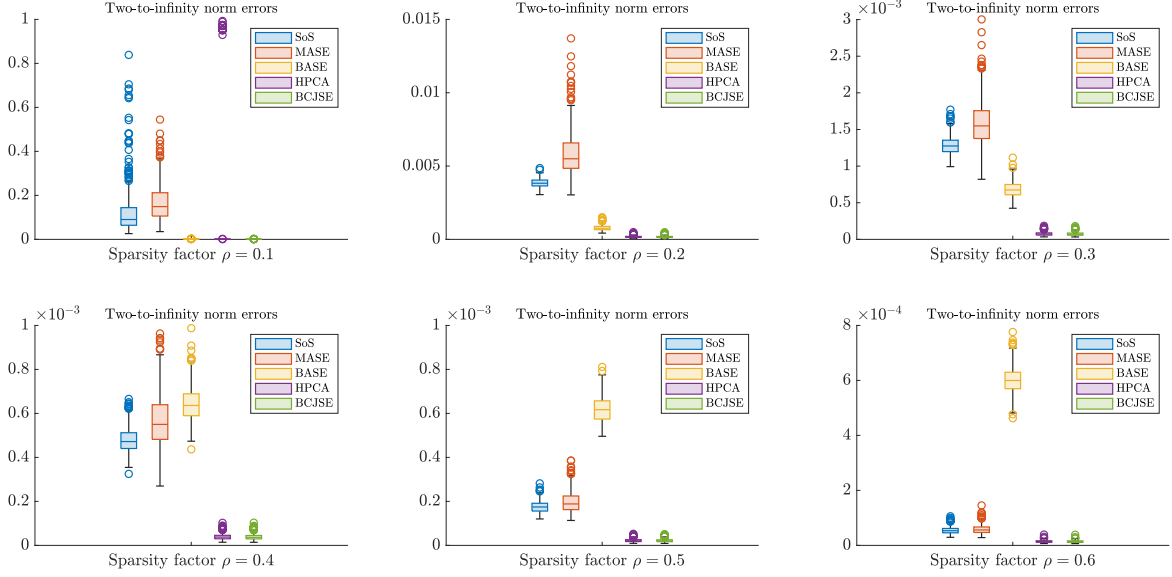 Two-to-infinity norm errors
1
0.8
0.6
0.4
0.2
0
SoS
MASE
BASE
HPCA
BCJSE
Sparsity factor ρ = 0.1
Two-to-infinity norm errors
0.015
0.01
0.005
0
SoS
MASE
BASE
HPCA
BCJSE
Sparsity factor ρ = 0.2
×10⁻³ Two-to-infinity norm errors
3
2.5
2
1.5
1
0.5
0
SoS
MASE
BASE
HPCA
BCJSE
Sparsity factor ρ = 0.3
×10⁻³ Two-to-infinity norm errors
1
0.8
0.6
0.4
0.2
0
SoS
MASE
BASE
HPCA
BCJSE
Sparsity factor ρ = 0.4
×10⁻³ Two-to-infinity norm errors
1
0.8
0.6
0.4
0.2
0
SoS
MASE
BASE
HPCA
BCJSE
Sparsity factor ρ = 0.5
×10⁻⁴ Two-to-infinity norm errors
8
6
4
2
0
SoS
MASE
BASE
HPCA
BCJSE
Sparsity factor ρ = 0.6